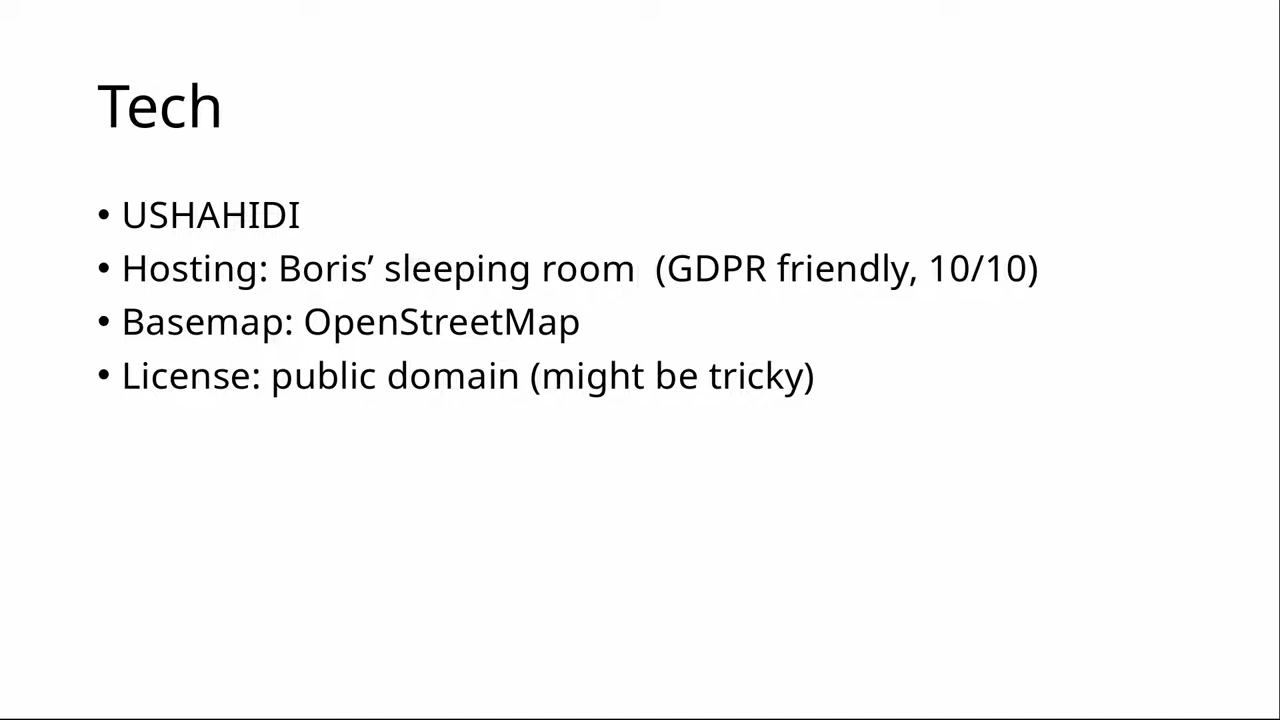 Tech
• USHAHIDI
• Hosting: Boris’ sleeping room  (GDPR friendly, 10/10)
• Basemap: OpenStreetMap
• License: public domain (might be tricky)